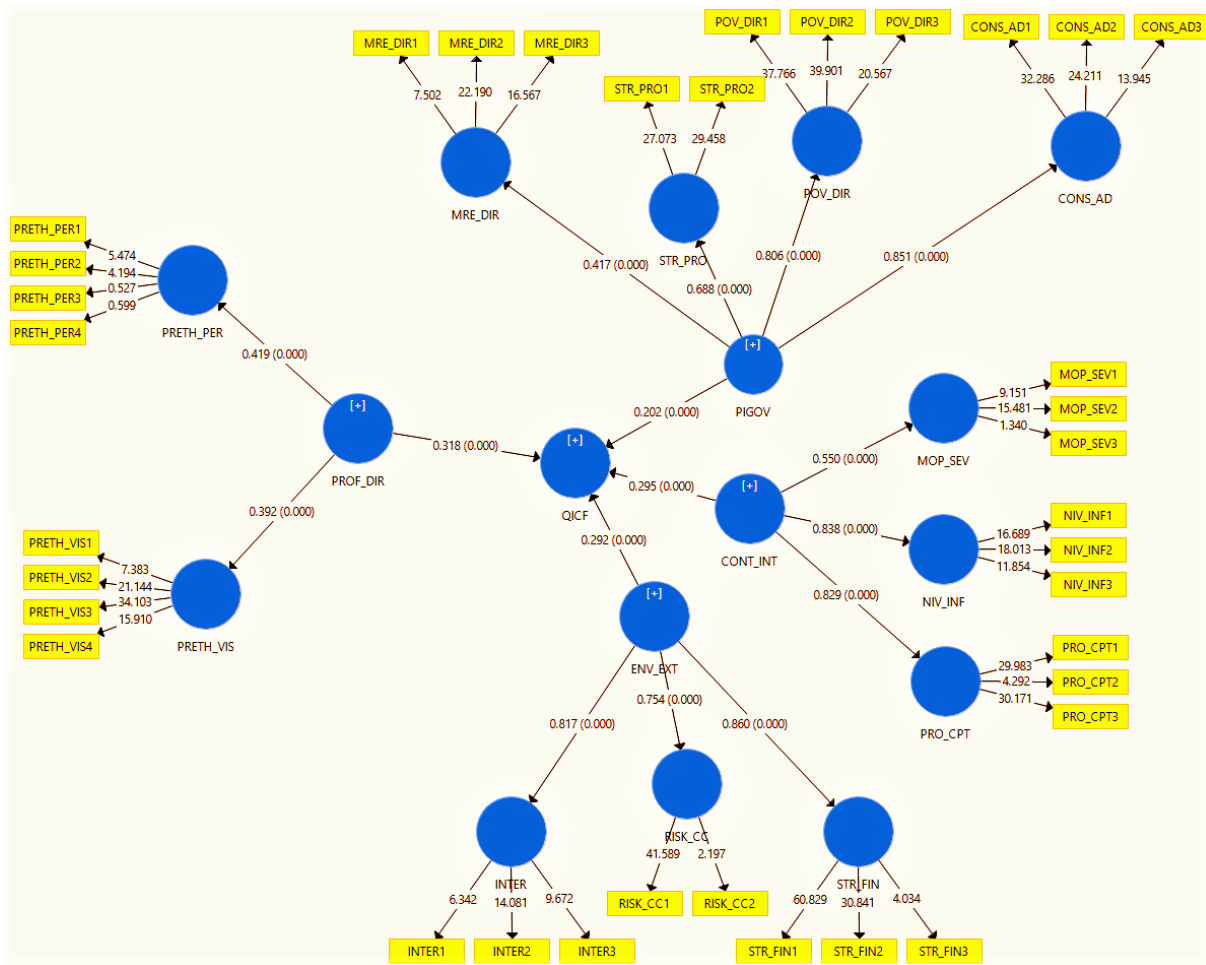 POV_DIR1
POV_DIR2
POV_DIR3
CONS_AD1
CONS_AD2
CONS_AD3
MRE_DIR1
MRE_DIR2
MRE_DIR3
37.766
39.901
20.567
32.286
24.211
13.945
7.502
22.190
16.567
STR_PRO1
STR_PRO2
27.073
29.458
MRE_DIR
STR_PRO
POV_DIR
CONS_AD
0.417 (0.000)
0.688 (0.000)
0.806 (0.000)
0.851 (0.000)
PRETH_PER1
PRETH_PER2
PRETH_PER3
PRETH_PER4
5.474
4.194
0.527
0.599
PRETH_PER
0.419 (0.000)
[+]
PIGOV
0.202 (0.000)
[+]
PROF_DIR
0.318 (0.000)
[+]
QICF
0.392 (0.000)
0.295 (0.000)
0.292 (0.000)
[+]
CONT_INT
0.550 (0.000)
0.838 (0.000)
0.829 (0.000)
MOP_SEV
9.151
15.481
1.340
MOP_SEV1
MOP_SEV2
MOP_SEV3
NIV_INF
16.689
18.013
11.854
NIV_INF1
NIV_INF2
NIV_INF3
PRO_CPT
29.983
4.292
30.171
PRO_CPT1
PRO_CPT2
PRO_CPT3
PRETH_VIS1
PRETH_VIS2
PRETH_VIS3
PRETH_VIS4
7.383
21.144
34.103
15.910
PRETH_VIS
[+]
ENV_EXT
0.817 (0.000)
0.754 (0.000)
0.860 (0.000)
INTER
RISK_CC
STR_FIN
6.342
14.081
9.672
41.589
2.197
60.829
30.841
4.034
RISK_CC1
RISK_CC2
INTER1
INTER2
INTER3
STR_FIN1
STR_FIN2
STR_FIN3